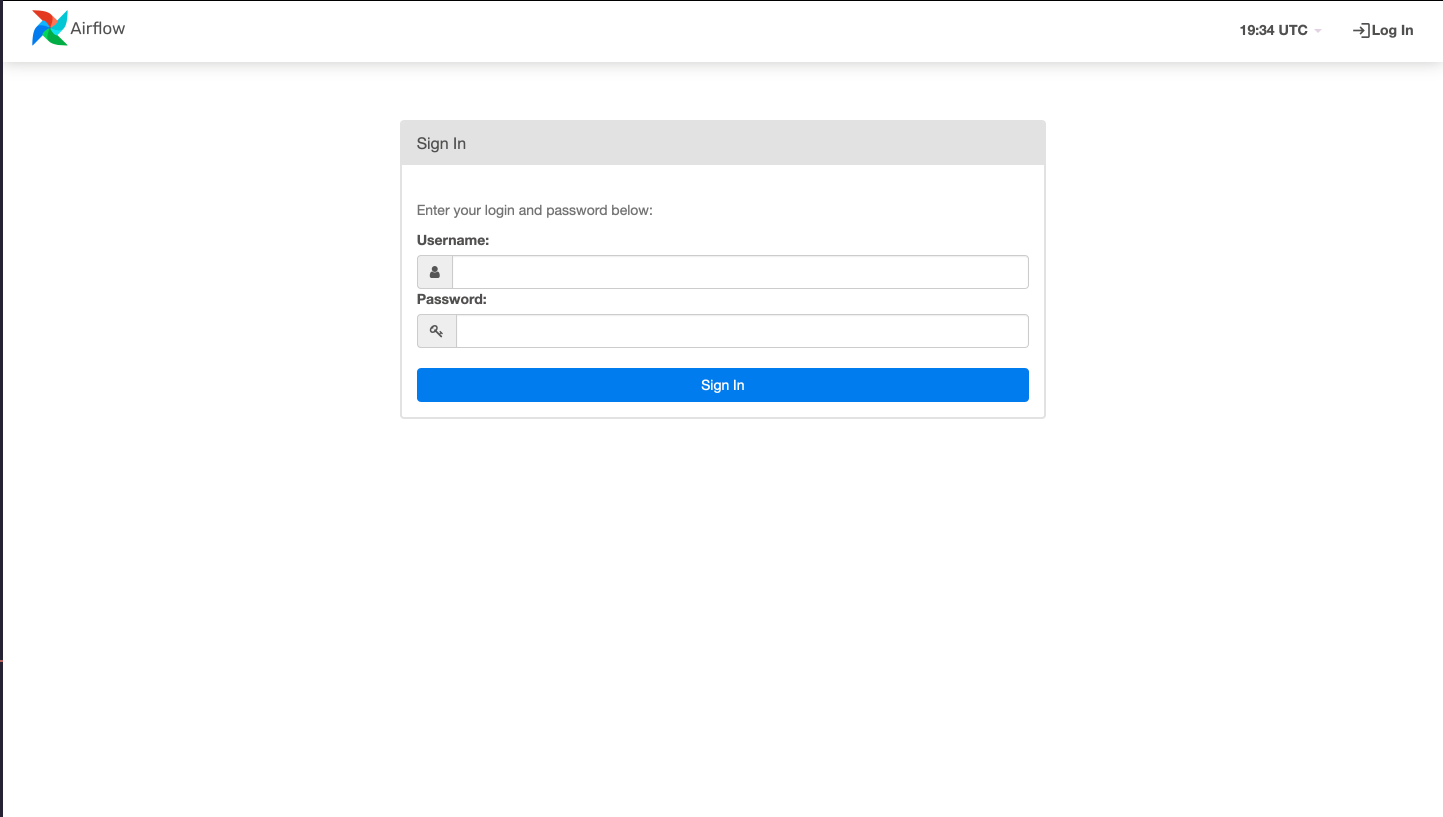 Airflow
19:34 UTC
Log In
Sign In
Enter your login and password below:
Username:
Password:
Sign In